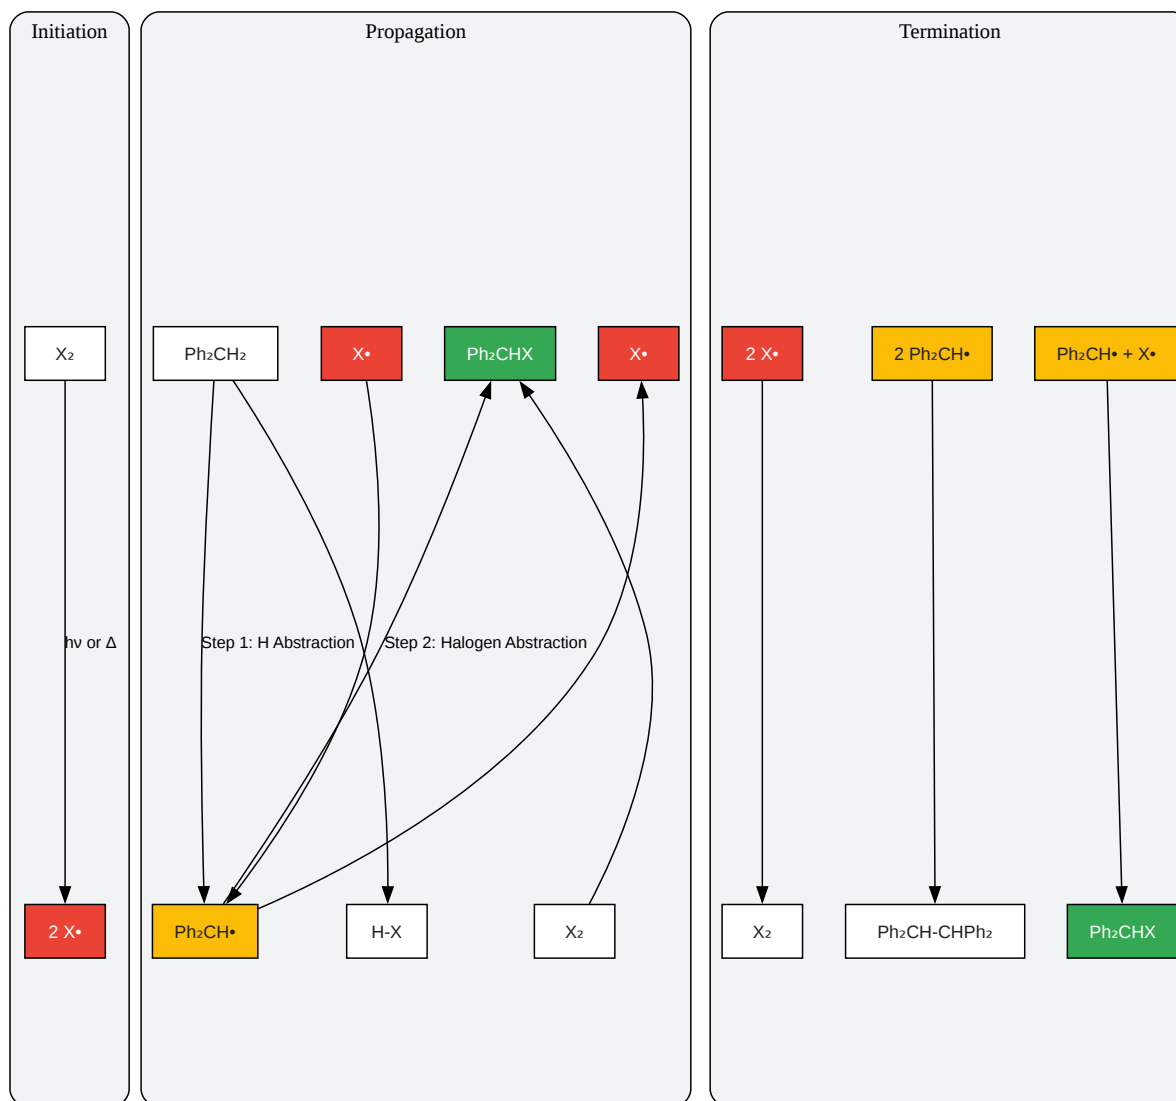 Initiation
Propagation
Termination
X₂
Ph₂CH₂
X•
Ph₂CHX
X•
2 X•
2 Ph₂CH•
Ph₂CH• + X•
hν or Δ
Step 1: H Abstraction
Step 2: Halogen Abstraction
2 X•
Ph₂CH•
H-X
X₂
X₂
Ph₂CH-CHPh₂
Ph₂CHX